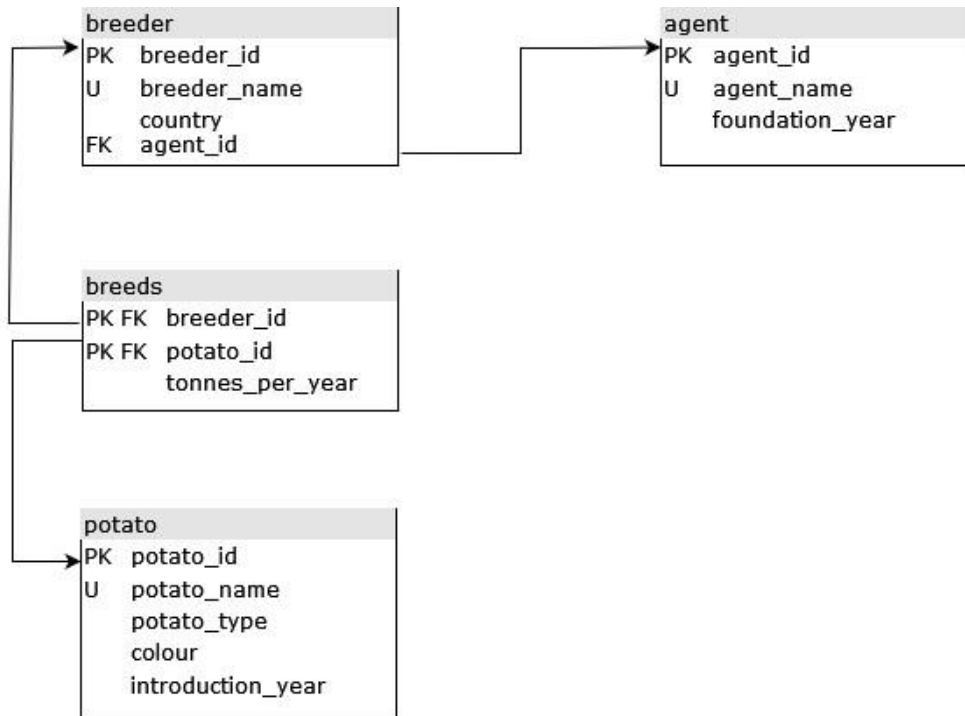 breeder
PK breeder_id
U breeder_name
country
FK agent_id
agent
PK agent_id
U agent_name
foundation_year
breeds
PK FK breeder_id
PK FK potato_id
tonnes_per_year
potato
PK potato_id
U potato_name
potato_type
colour
introduction_year